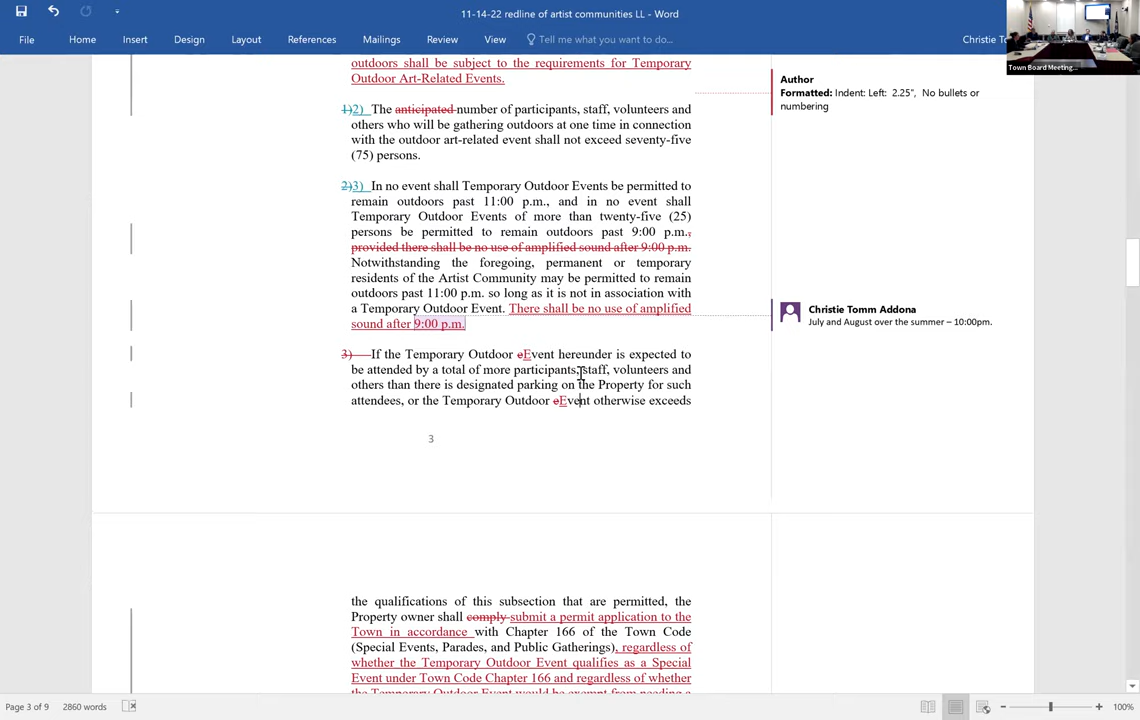 11-14-22 redline of artist communities LL - Word
File Home Insert Design Layout References Mailings Review View Tell me what you want to do... Christie To
Town Board Meeting...
outdoors shall be subject to the requirements for Temporary
Outdoor Art-Related Events.
1)2) The anticipated number of participants, staff, volunteers and
others who will be gathering outdoors at one time in connection
with the outdoor art-related event shall not exceed seventy-five
(75) persons.
2)3) In no event shall Temporary Outdoor Events be permitted to
remain outdoors past 11:00 p.m., and in no event shall
Temporary Outdoor Events of more than twenty-five (25)
persons be permitted to remain outdoors past 9:00 p.m.,
provided there shall be no use of amplified sound after 9:00 p.m.
Notwithstanding the foregoing, permanent or temporary
residents of the Artist Community may be permitted to remain
outdoors past 11:00 p.m. so long as it is not in association with
a Temporary Outdoor Event. There shall be no use of amplified
sound after 9:00 p.m.
3) If the Temporary Outdoor eEvent hereunder is expected to
be attended by a total of more participants, staff, volunteers and
others than there is designated parking on the Property for such
attendees, or the Temporary Outdoor eEvent otherwise exceeds
3
the qualifications of this subsection that are permitted, the
Property owner shall comply submit a permit application to the
Town in accordance with Chapter 166 of the Town Code
(Special Events, Parades, and Public Gatherings), regardless of
whether the Temporary Outdoor Event qualifies as a Special
Event under Town Code Chapter 166 and regardless of whether
the Temporary Outdoor Event would be exempt from needing a
Author
Formatted: Indent: Left: 2.25", No bullets or
numbering
Christie Tomm Addona
July and August over the summer – 10:00pm.
Page 3 of 9 2860 words 100%